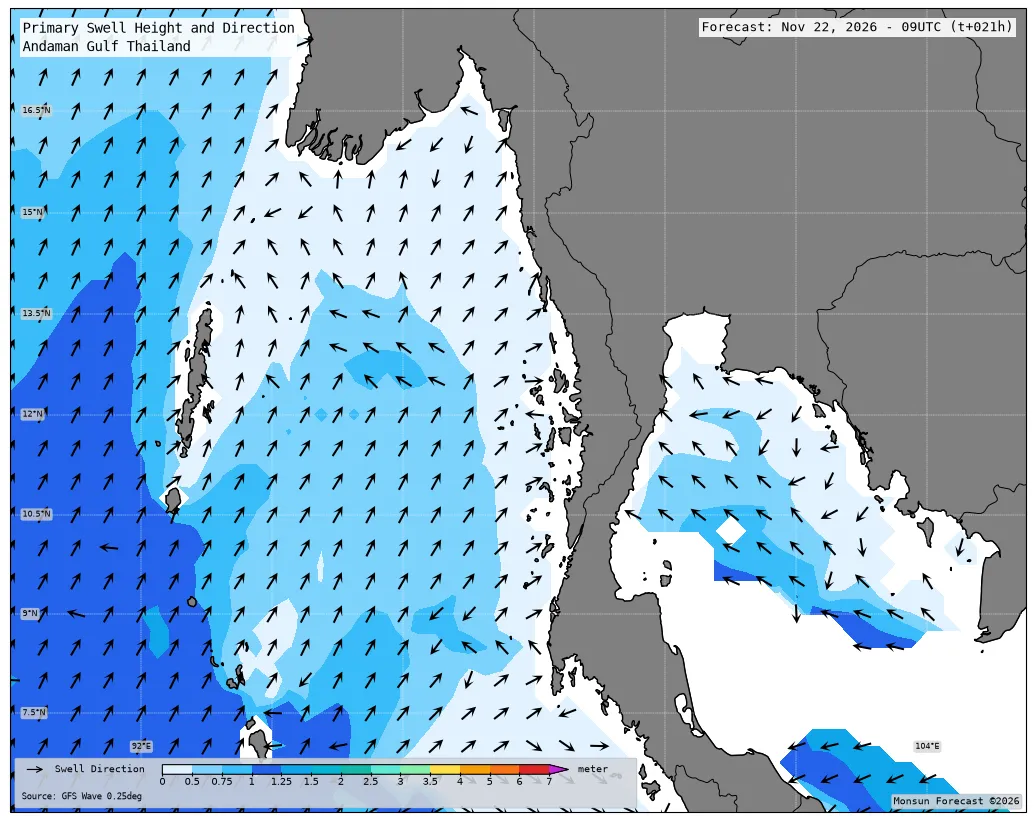 Primary Swell Height and Direction
Andaman Gulf Thailand
Forecast: Nov 22, 2026 - 09UTC (t+021h)
16.5°N
15°N
13.5°N
12°N
10.5°N
9°N
7.5°N
92°E
104°E
Swell Direction
0 0.5 0.75 1 1.25 1.5 2 2.5 3 3.5 4 5 6 7 meter
Source: GFS Wave 0.25deg
Monsun Forecast ©2026